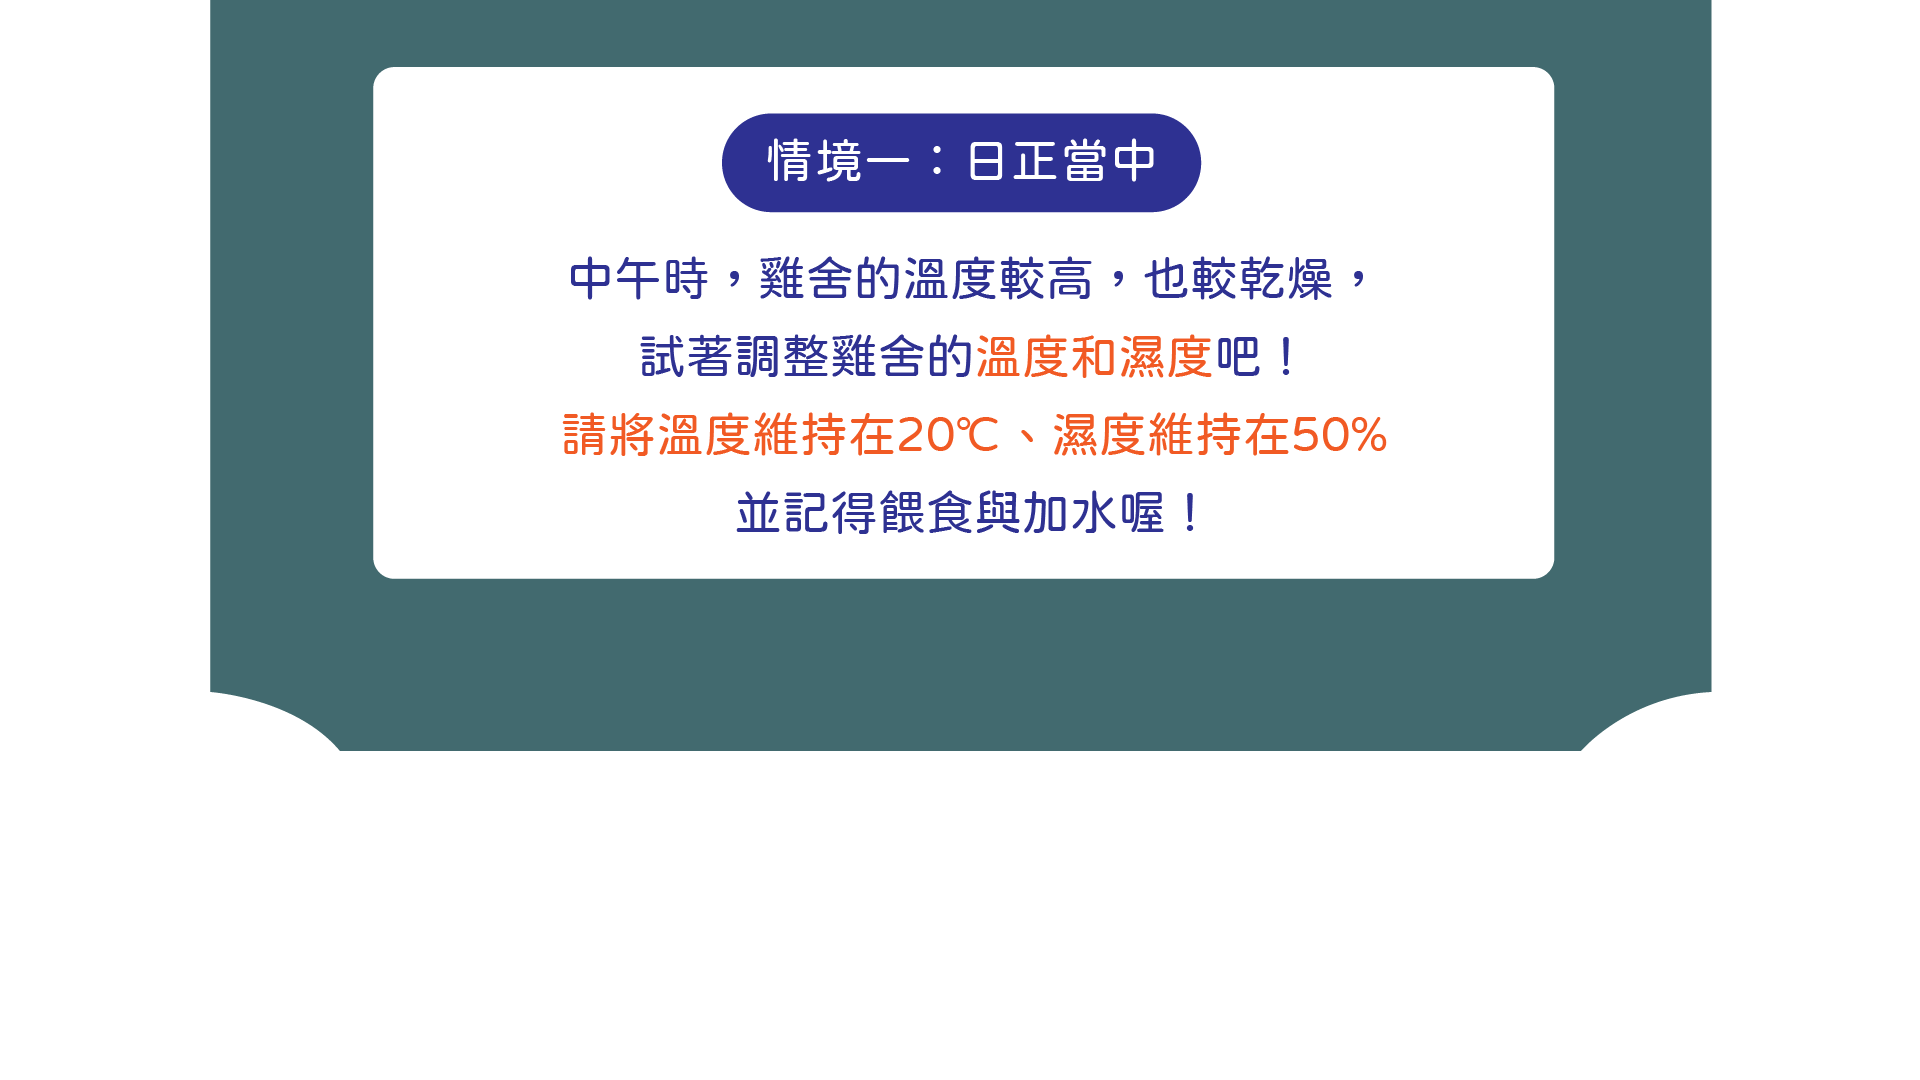 情境一：日正當中
中午時，雞舍的溫度較高，也較乾燥，
試著調整雞舍的溫度和濕度吧！
請將溫度維持在20℃、濕度維持在50%
並記得餵食與加水喔！